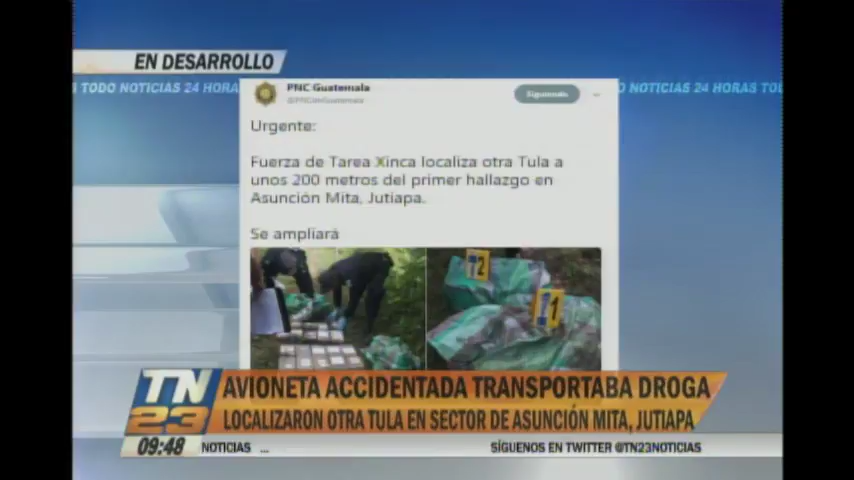 EN DESARROLLO
TODO NOTICIAS 24 HORAS
NOTICIAS 24 HORAS
PNC Guatemala
@PNCdeGuatemala
Siguiendo
Urgente:
Fuerza de Tarea Xinca localiza otra Tula a
unos 200 metros del primer hallazgo en
Asunción Mita, Jutiapa.
Se ampliará
2
1
TN
23
AVIONETA ACCIDENTADA TRANSPORTABA DROGA
LOCALIZARON OTRA TULA EN SECTOR DE ASUNCIÓN MITA, JUTIAPA
09:48
NOTICIAS ...
SÍGUENOS EN TWITTER @TN23NOTICIAS